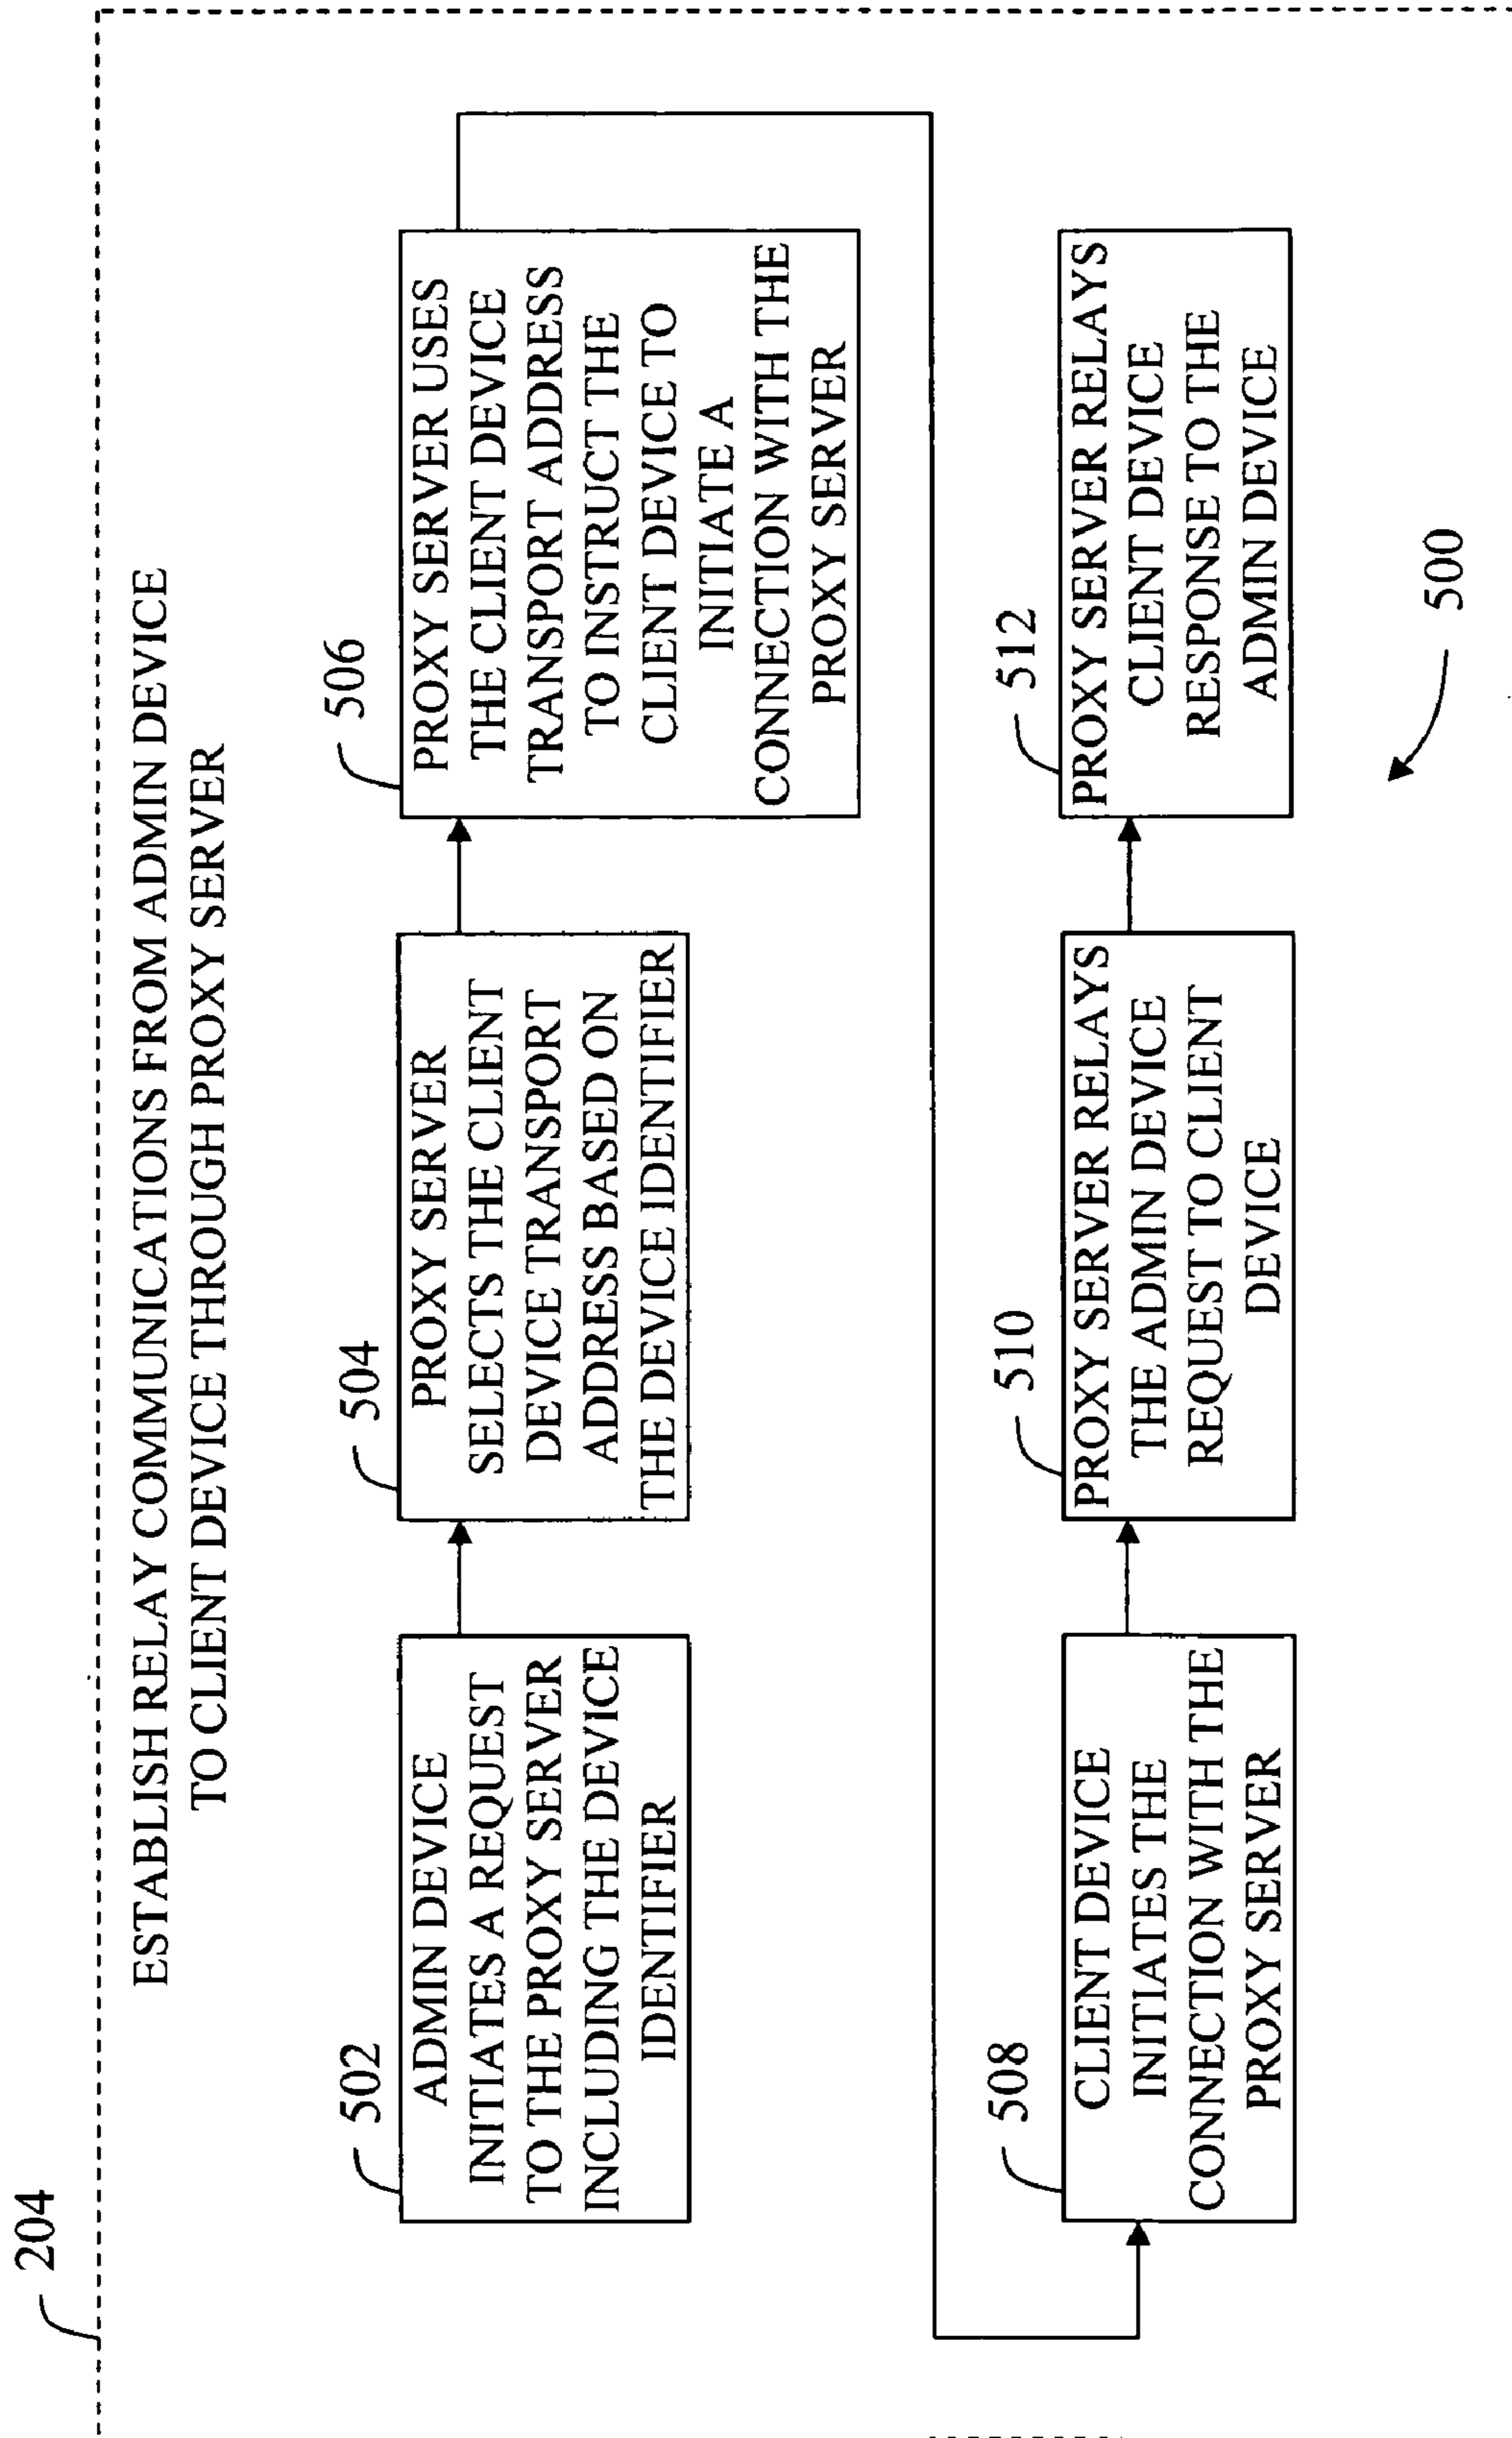 204
ESTABLISH RELAY COMMUNICATIONS FROM ADMIN DEVICE
TO CLIENT DEVICE THROUGH PROXY SERVER
502
ADMIN DEVICE
INITIATES A REQUEST
TO THE PROXY SERVER
INCLUDING THE DEVICE
IDENTIFIER
504
PROXY SERVER
SELECTS THE CLIENT
DEVICE TRANSPORT
ADDRESS BASED ON
THE DEVICE IDENTIFIER
506
PROXY SERVER USES
THE CLIENT DEVICE
TRANSPORT ADDRESS
TO INSTRUCT THE
CLIENT DEVICE TO
INITIATE A
CONNECTION WITH THE
PROXY SERVER
508
CLIENT DEVICE
INITIATES THE
CONNECTION WITH THE
PROXY SERVER
510
PROXY SERVER RELAYS
THE ADMIN DEVICE
REQUEST TO CLIENT
DEVICE
512
PROXY SERVER RELAYS
CLIENT DEVICE
RESPONSE TO THE
ADMIN DEVICE
500